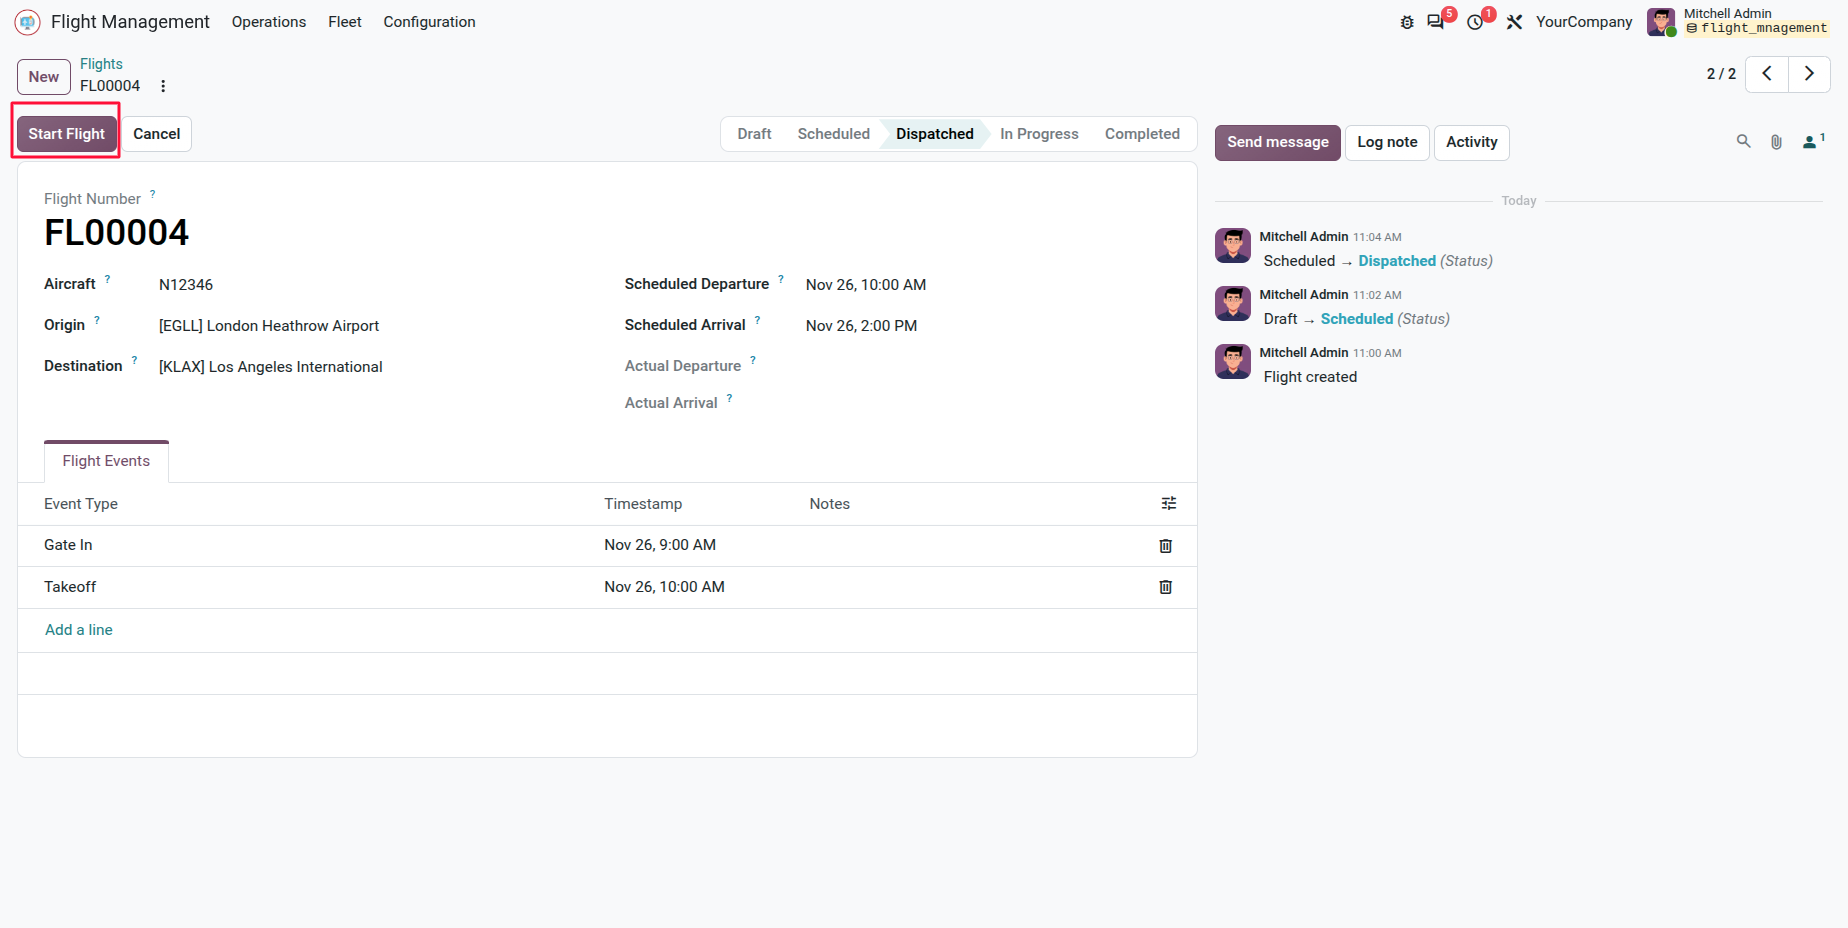 Flight Management Operations Fleet Configuration 5 1 YourCompany Mitchell Admin
flight_mnagement
New Flights
FL00004
2 / 2
Start Flight Cancel Draft Scheduled Dispatched In Progress Completed
Send message Log note Activity 1
Flight Number ?
FL00004
Aircraft ? N12346
Origin ? [EGLL] London Heathrow Airport
Destination ? [KLAX] Los Angeles International
Scheduled Departure ? Nov 26, 10:00 AM
Scheduled Arrival ? Nov 26, 2:00 PM
Actual Departure ?
Actual Arrival ?
Flight Events
Event Type Timestamp Notes
Gate In Nov 26, 9:00 AM
Takeoff Nov 26, 10:00 AM
Add a line
Today
Mitchell Admin 11:04 AM
Scheduled → Dispatched (Status)
Mitchell Admin 11:02 AM
Draft → Scheduled (Status)
Mitchell Admin 11:00 AM
Flight created